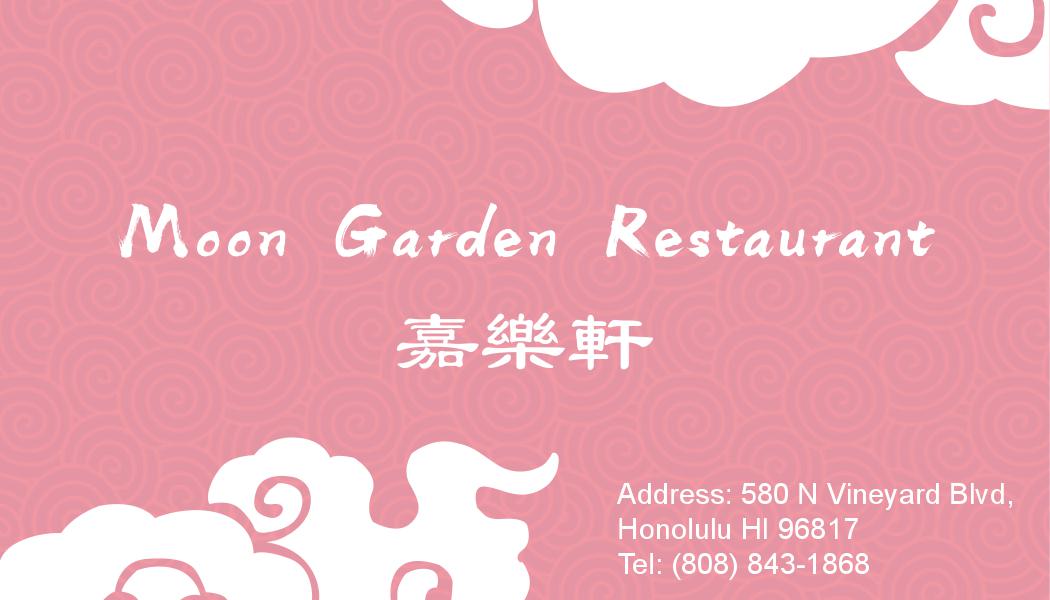 Moon Garden Restaurant
嘉樂軒
Address: 580 N Vineyard Blvd,
Honolulu HI 96817
Tel: (808) 843-1868